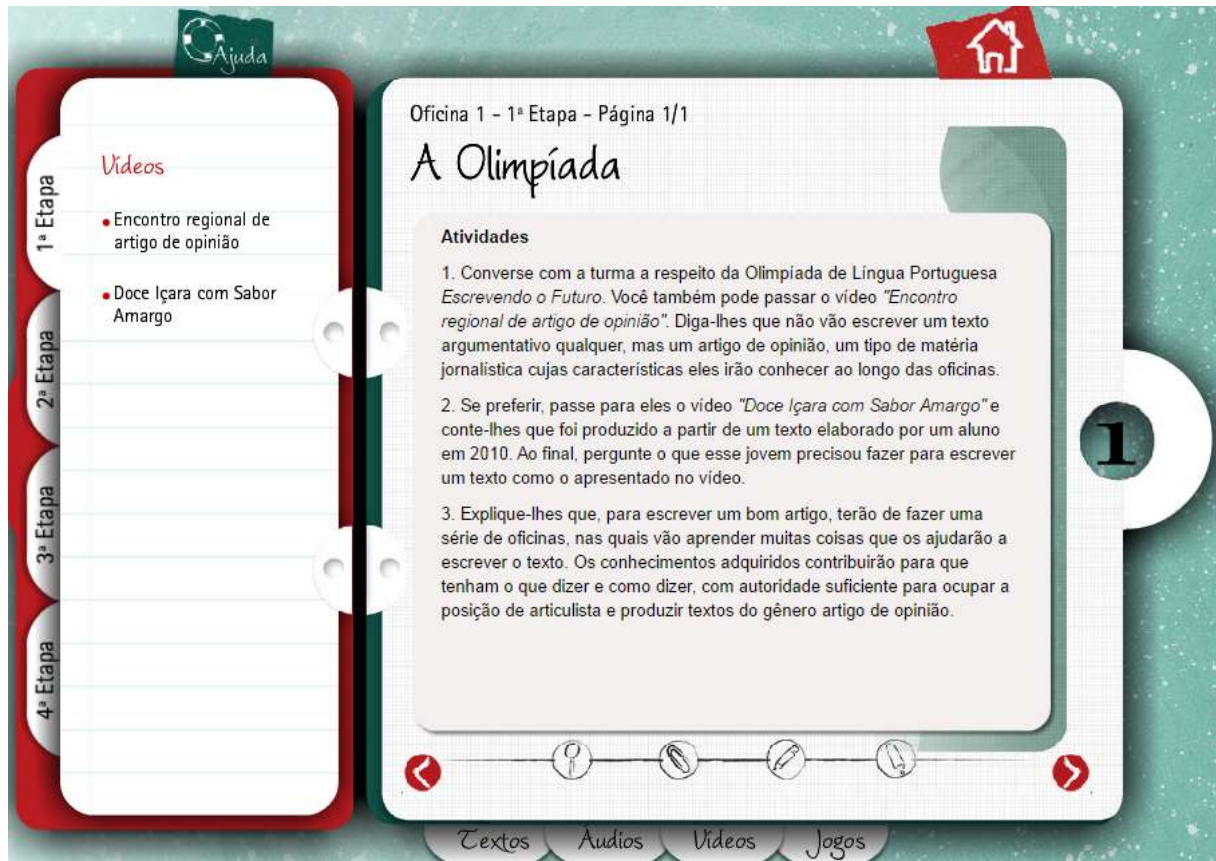 Ajuda
1ª Etapa
2ª Etapa
3ª Etapa
4ª Etapa
Vídeos
• Encontro regional de
artigo de opinião
• Doce Içara com Sabor
Amargo
Oficina 1 - 1ª Etapa - Página 1/1
A Olimpíada
Atividades
1. Converse com a turma a respeito da Olimpíada de Língua Portuguesa
Escrevendo o Futuro. Você também pode passar o vídeo "Encontro
regional de artigo de opinião". Diga-lhes que não vão escrever um texto
argumentativo qualquer, mas um artigo de opinião, um tipo de matéria
jornalística cujas características eles irão conhecer ao longo das oficinas.
2. Se preferir, passe para eles o vídeo "Doce Içara com Sabor Amargo" e
conte-lhes que foi produzido a partir de um texto elaborado por um aluno
em 2010. Ao final, pergunte o que esse jovem precisou fazer para escrever
um texto como o apresentado no vídeo.
3. Explique-lhes que, para escrever um bom artigo, terão de fazer uma
série de oficinas, nas quais vão aprender muitas coisas que os ajudarão a
escrever o texto. Os conhecimentos adquiridos contribuirão para que
tenham o que dizer e como dizer, com autoridade suficiente para ocupar a
posição de articulista e produzir textos do gênero artigo de opinião.
1
Textos
Áudios
Vídeos
Jogos